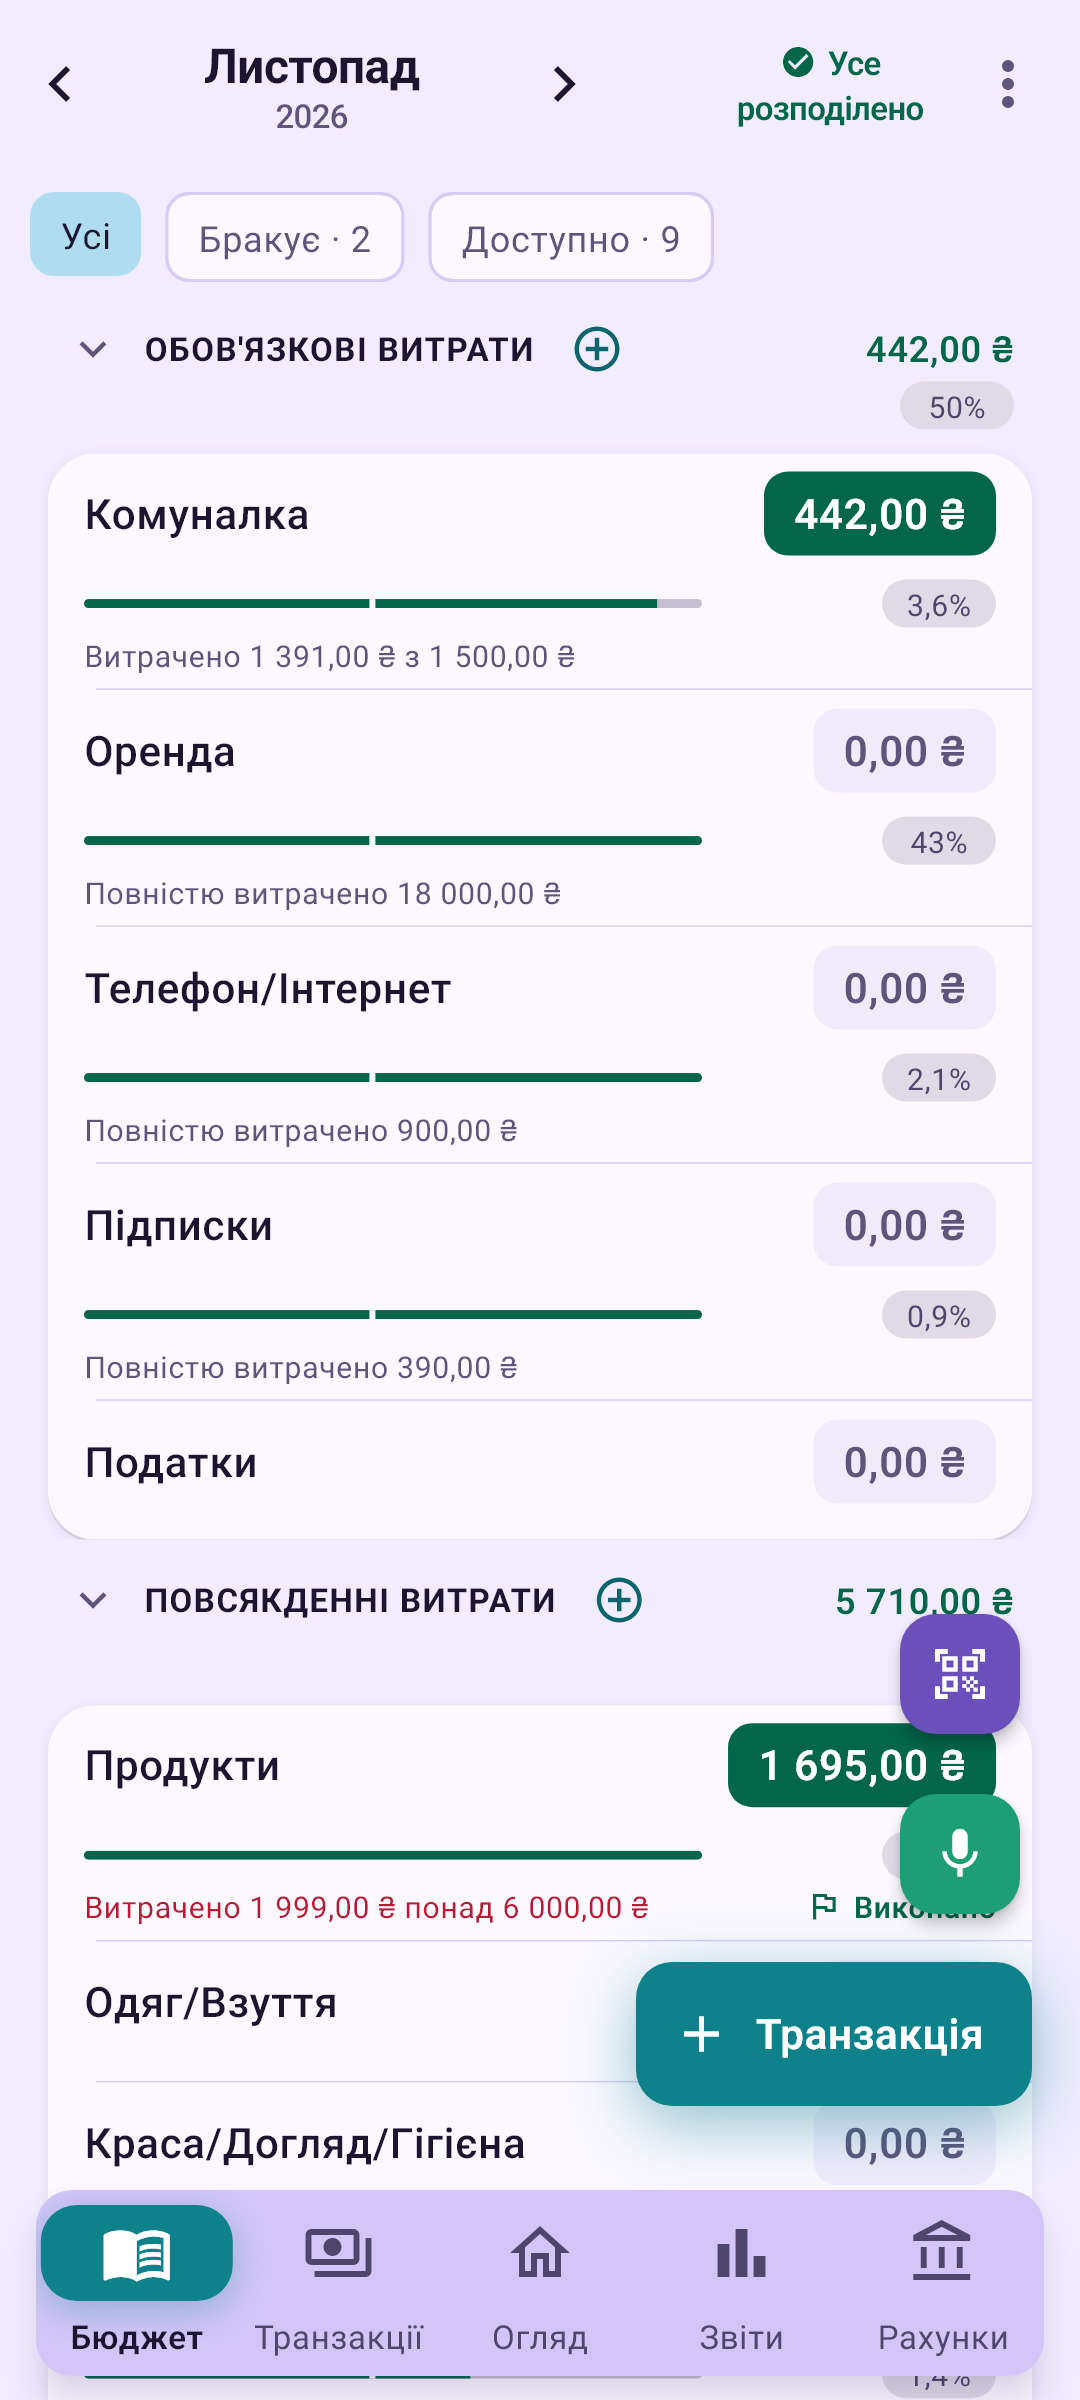 Листопад
2026
Усе
розподілено
Усі
Бракує · 2
Доступно · 9
ОБОВ'ЯЗКОВІ ВИТРАТИ
442,00 ₴
50%
Комуналка
442,00 ₴
3,6%
Витрачено 1 391,00 ₴ з 1 500,00 ₴
Оренда
0,00 ₴
43%
Повністю витрачено 18 000,00 ₴
Телефон/Інтернет
0,00 ₴
2,1%
Повністю витрачено 900,00 ₴
Підписки
0,00 ₴
0,9%
Повністю витрачено 390,00 ₴
Податки
0,00 ₴
ПОВСЯКДЕННІ ВИТРАТИ
5 710,00 ₴
Продукти
1 695,00 ₴
Витрачено 1 999,00 ₴ понад 6 000,00 ₴
Одяг/Взуття
Транзакція
Краса/Догляд/Гігієна
0,00 ₴
Бюджет
Транзакції
Огляд
Звіти
Рахунки
1,4%